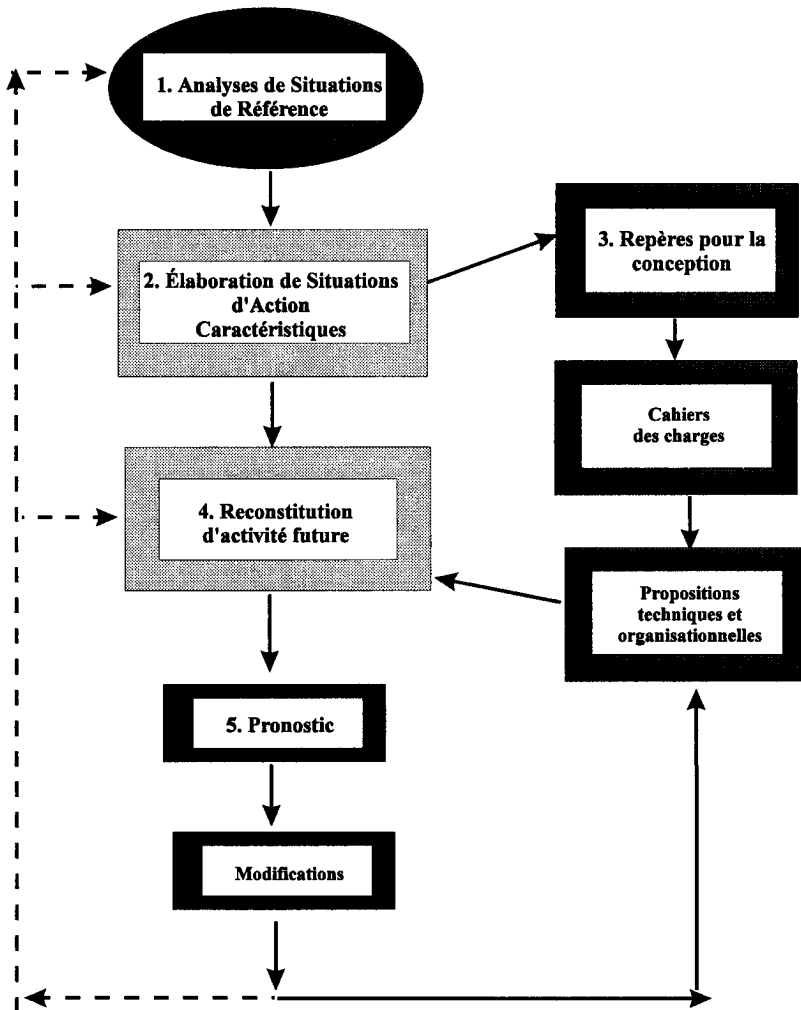 1. Analyses de Situations
de Référence
2. Élaboration de Situations
d'Action
Caractéristiques
3. Repères pour la
conception
Cahiers
des charges
4. Reconstitution
d'activité future
Propositions
techniques et
organisationnelles
5. Pronostic
Modifications